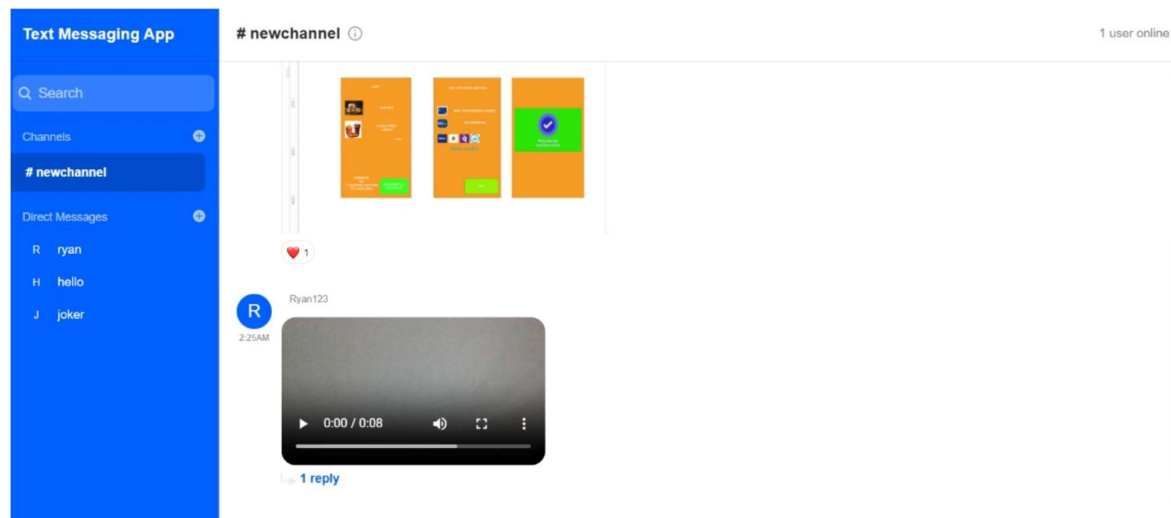 Text Messaging App
# newchannel
1 user online
Search
Channels
# newchannel
Direct Messages
R ryan
H hello
J joker
1
Ryan123
R
2:25AM
0:00 / 0:08
1 reply